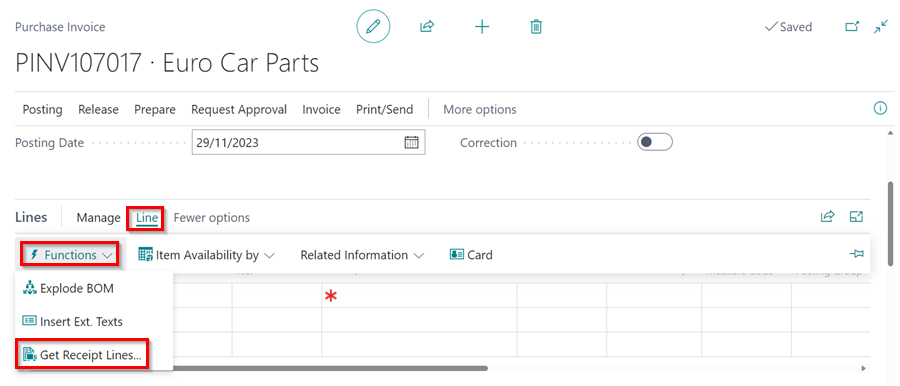 Purchase Invoice
Saved
PINV107017 · Euro Car Parts
Posting Release Prepare Request Approval Invoice Print/Send More options
Posting Date 29/11/2023 Correction
Lines Manage Line Fewer options
Functions Item Availability by Related Information Card
Explode BOM
Insert Ext. Texts
Get Receipt Lines...